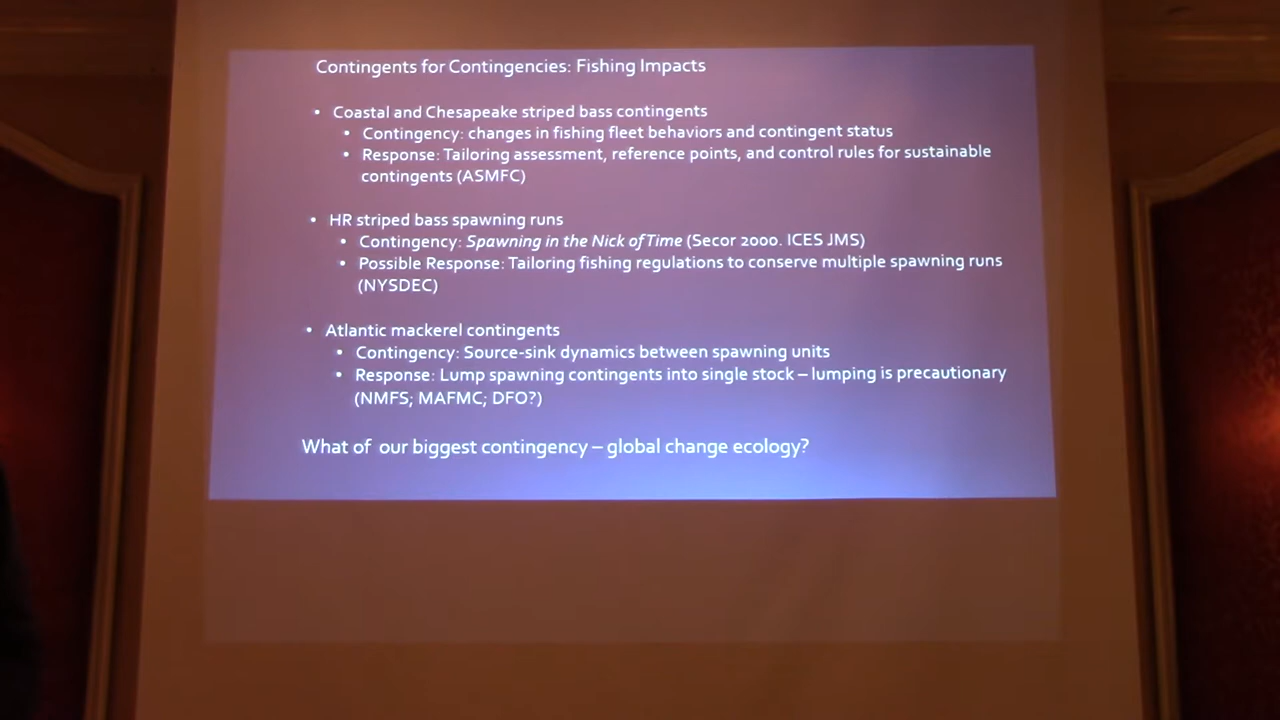 Contingents for Contingencies: Fishing Impacts
• Coastal and Chesapeake striped bass contingents
• Contingency: changes in fishing fleet behaviors and contingent status
• Response: Tailoring assessment, reference points, and control rules for sustainable
contingents (ASMFC)
• HR striped bass spawning runs
• Contingency: Spawning in the Nick of Time (Secor 2000. ICES JMS)
• Possible Response: Tailoring fishing regulations to conserve multiple spawning runs
(NYSDEC)
• Atlantic mackerel contingents
• Contingency: Source-sink dynamics between spawning units
• Response: Lump spawning contingents into single stock – lumping is precautionary
(NMFS; MAFMC; DFO?)
What of our biggest contingency – global change ecology?